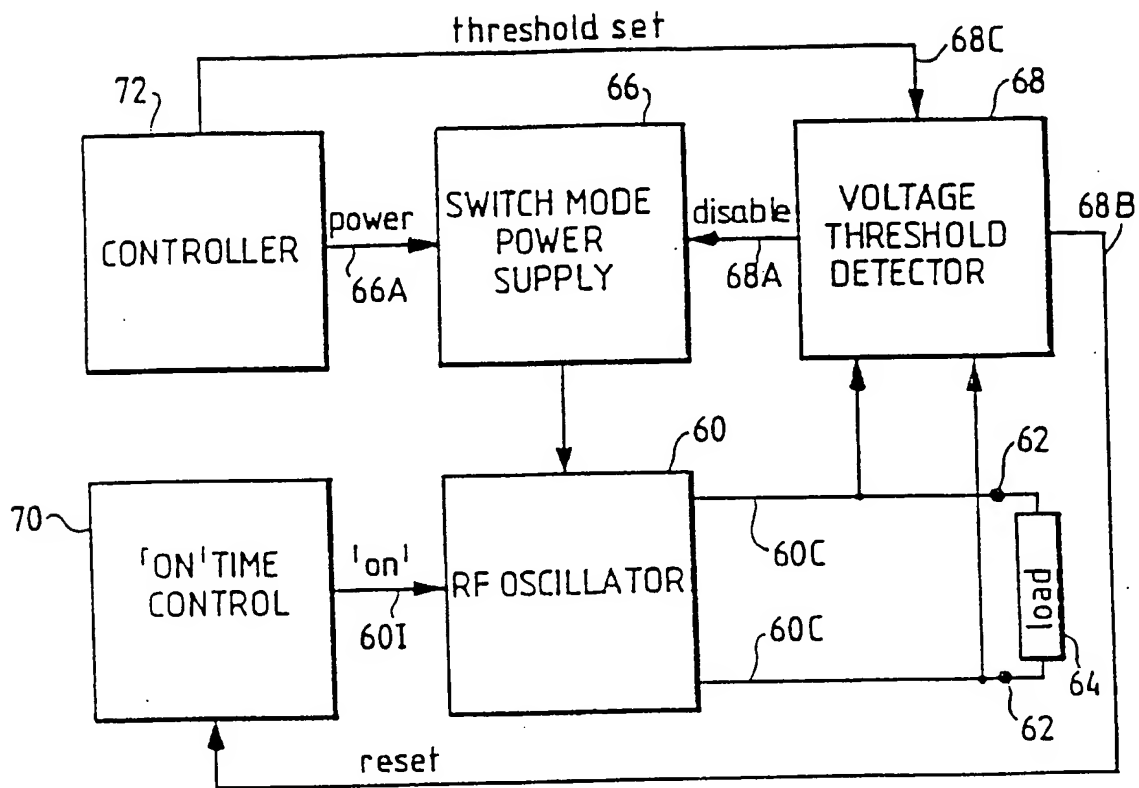 threshold set
68C
72
66
68
CONTROLLER
power
66A
SWITCH MODE
POWER
SUPPLY
disable
68A
VOLTAGE
THRESHOLD
DETECTOR
68B
70
'ON' TIME
CONTROL
'on'
60I
60
RF OSCILLATOR
60C
60C
62
load
64
62
reset